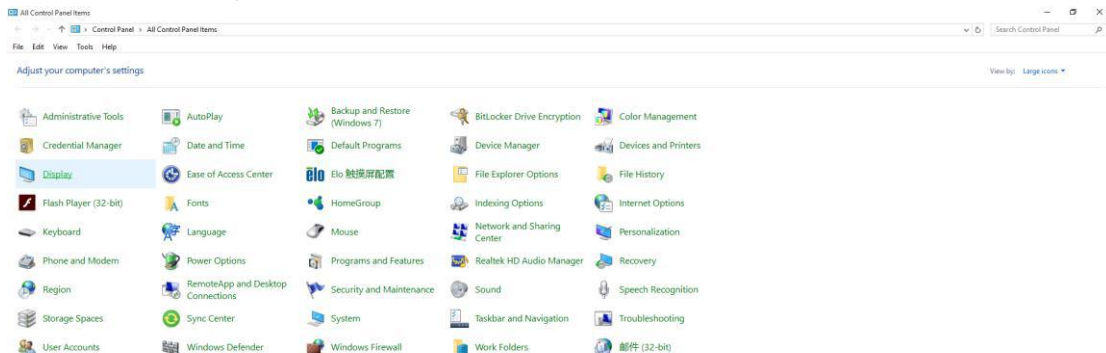 All Control Panel Items
Control Panel > All Control Panel Items
Search Control Panel
File Edit View Tools Help
Adjust your computer's settings
View by: Large icons
Administrative Tools
AutoPlay
Backup and Restore
(Windows 7)
BitLocker Drive Encryption
Color Management
Credential Manager
Date and Time
Default Programs
Device Manager
Devices and Printers
Display
Ease of Access Center
elo Elo 触摸屏配置
File Explorer Options
File History
Flash Player (32-bit)
Fonts
HomeGroup
Indexing Options
Internet Options
Keyboard
Language
Mouse
Network and Sharing
Center
Personalization
Phone and Modem
Power Options
Programs and Features
Realtek HD Audio Manager
Recovery
Region
RemoteApp and Desktop
Connections
Security and Maintenance
Sound
Speech Recognition
Storage Spaces
Sync Center
System
Taskbar and Navigation
Troubleshooting
User Accounts
Windows Defender
Windows Firewall
Work Folders
邮件 (32-bit)